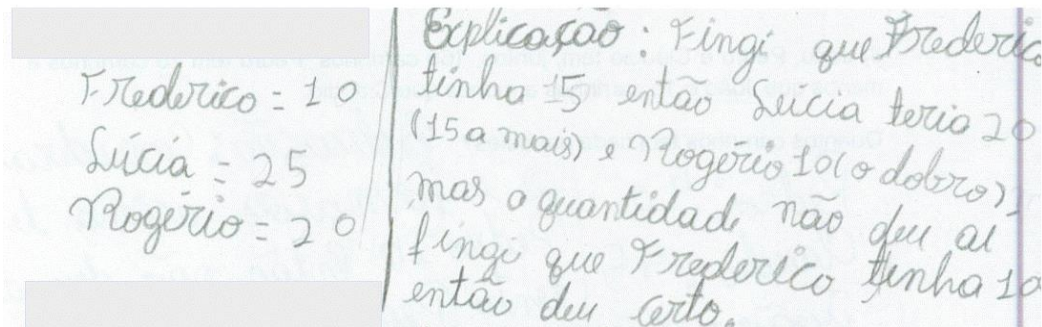 Frederico = 10
Lúcia = 25
Rogério = 20
Explicação: Fingi que Frederic
tinha 15 então Lúcia teria 20
(15 a mais) e Rogério 10 (o dobro),
mas a quantidad, não deu aí
fingi que Frederico tinha 10
então deu certo.